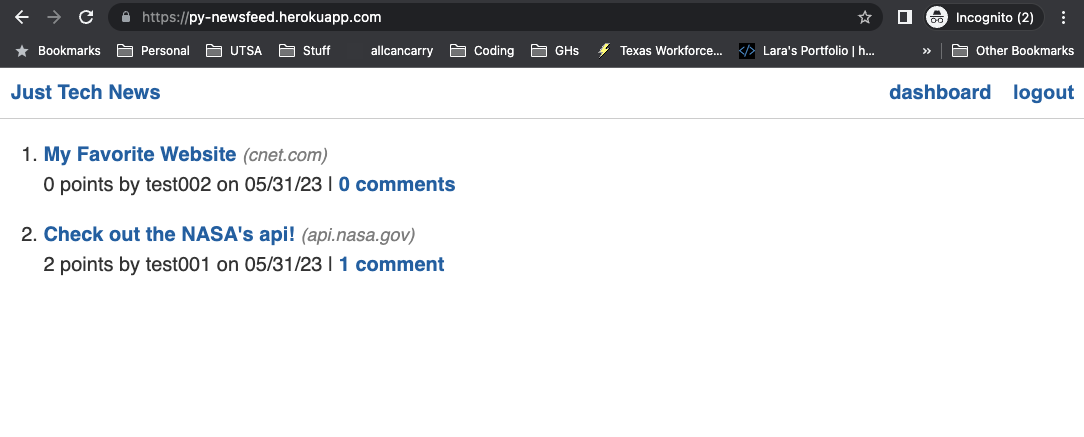 https://py-newsfeed.herokuapp.com Incognito (2)
Bookmarks Personal UTSA Stuff allcancarry Coding GHs Texas Workforce... </> Lara's Portfolio | h... » Other Bookmarks
Just Tech News dashboard logout
1. My Favorite Website (cnet.com)
0 points by test002 on 05/31/23 | 0 comments
2. Check out the NASA's api! (api.nasa.gov)
2 points by test001 on 05/31/23 | 1 comment